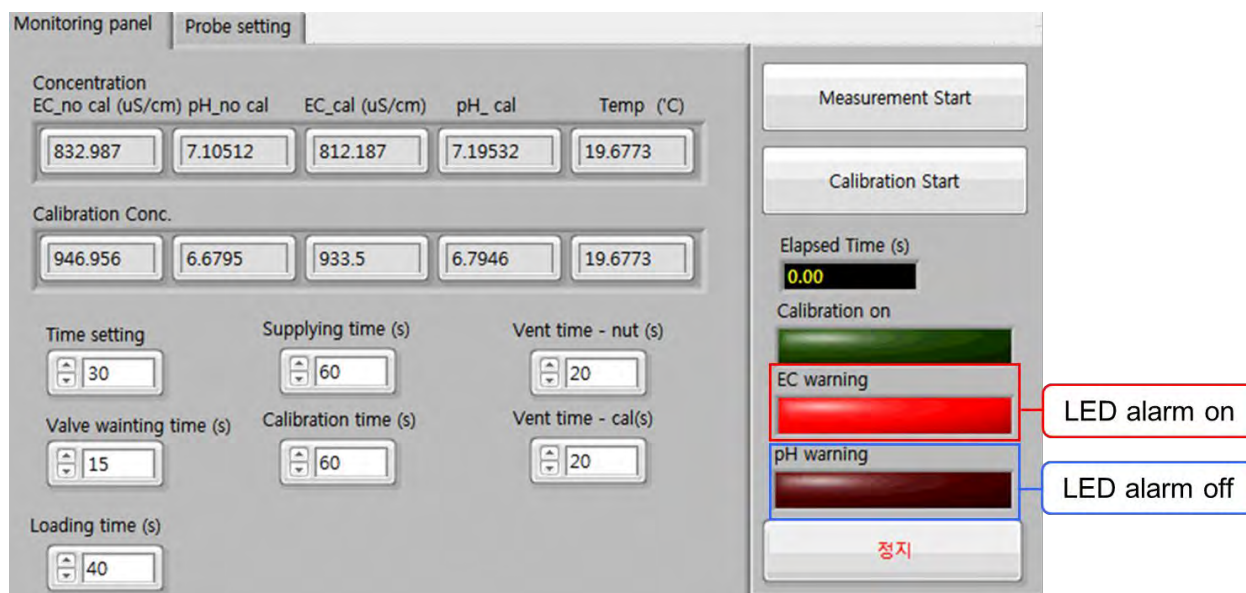 Monitoring panel Probe setting
Concentration
EC_no cal (uS/cm) pH_no cal EC_cal (uS/cm) pH_ cal Temp ('C)
832.987 7.10512 812.187 7.19532 19.6773
Calibration Conc.
946.956 6.6795 933.5 6.7946 19.6773
Time setting Supplying time (s) Vent time - nut (s)
30 60 20
Valve wainting time (s) Calibration time (s) Vent time - cal(s)
15 60 20
Loading time (s)
40
Measurement Start
Calibration Start
Elapsed Time (s)
0.00
Calibration on
EC warning
LED alarm on
pH warning
LED alarm off
정지